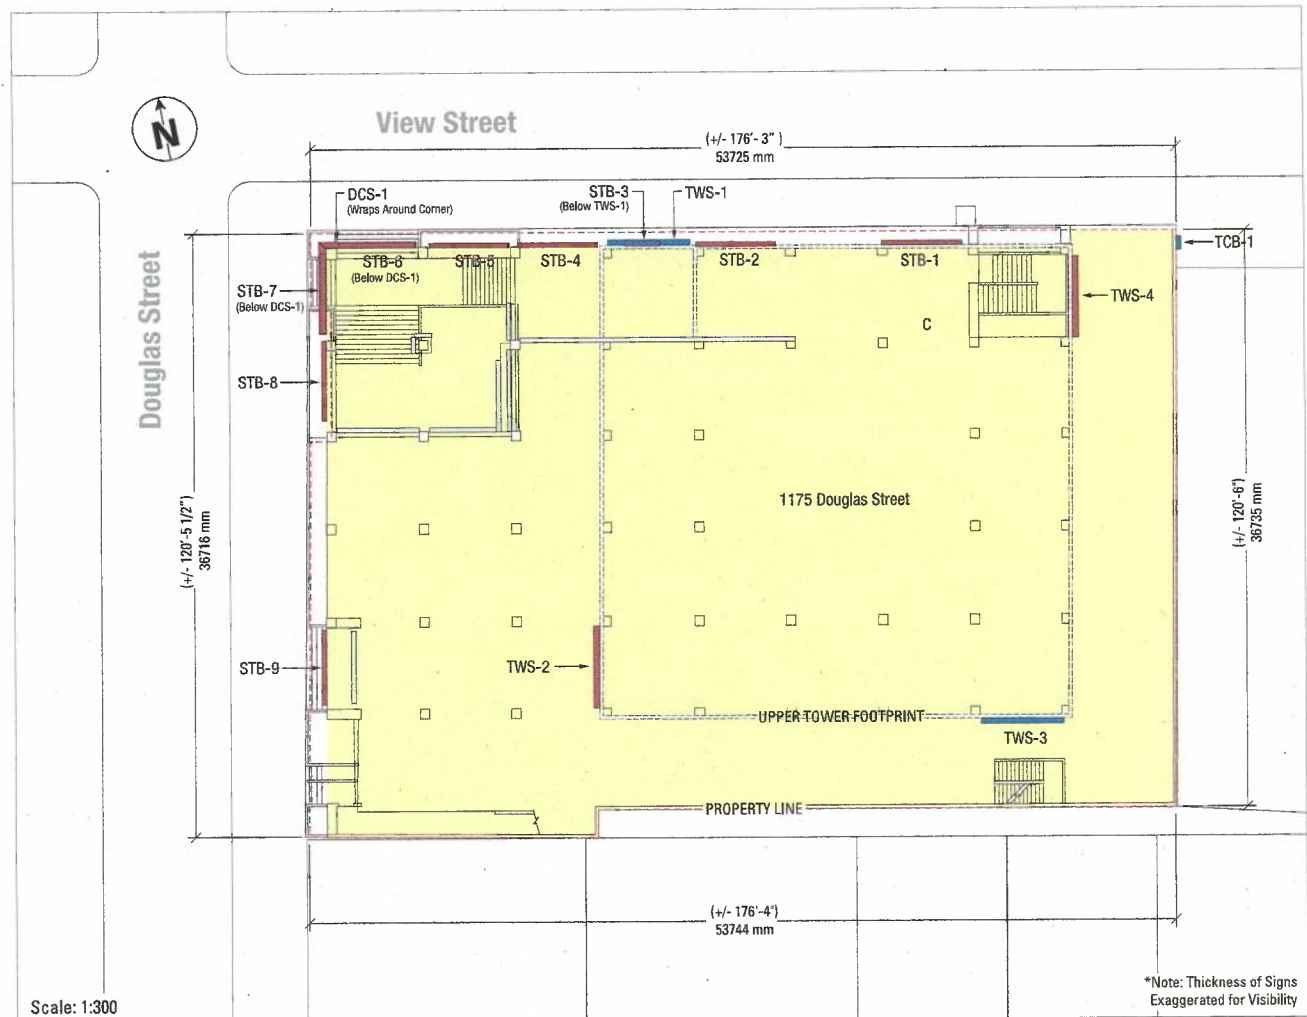 View Street
(+/- 176'- 3" )
53725 mm
N
DCS-1
(Wraps Around Corner)
STB-3
(Below TWS-1)
TWS-1
TCB-1
STB-6
(Below DCS-1)
STB-5
STB-4
STB-2
STB-1
STB-7
(Below DCS-1)
TWS-4
C
Douglas Street
STB-8
1175 Douglas Street
(+/- 120'-5 1/2")
36716 mm
(+/- 120'-6")
36735 mm
STB-9
TWS-2
UPPER TOWER FOOTPRINT
TWS-3
PROPERTY LINE
(+/- 176'-4")
53744 mm
Scale: 1:300
*Note: Thickness of Signs
Exaggerated for Visibility